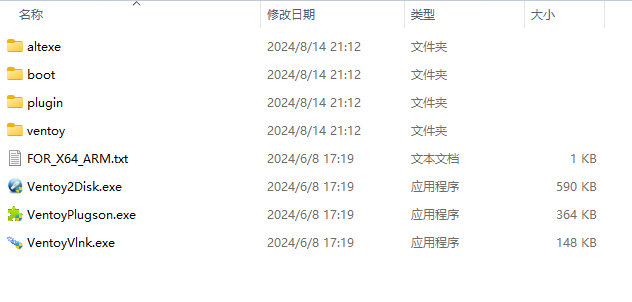 名称 修改日期 类型 大小
altexe 2024/8/14 21:12 文件夹
boot 2024/8/14 21:12 文件夹
plugin 2024/8/14 21:12 文件夹
ventoy 2024/8/14 21:12 文件夹
FOR_X64_ARM.txt 2024/6/8 17:19 文本文档 1 KB
Ventoy2Disk.exe 2024/6/8 17:19 应用程序 590 KB
VentoyPlugson.exe 2024/6/8 17:19 应用程序 364 KB
VentoyVlnk.exe 2024/6/8 17:19 应用程序 148 KB